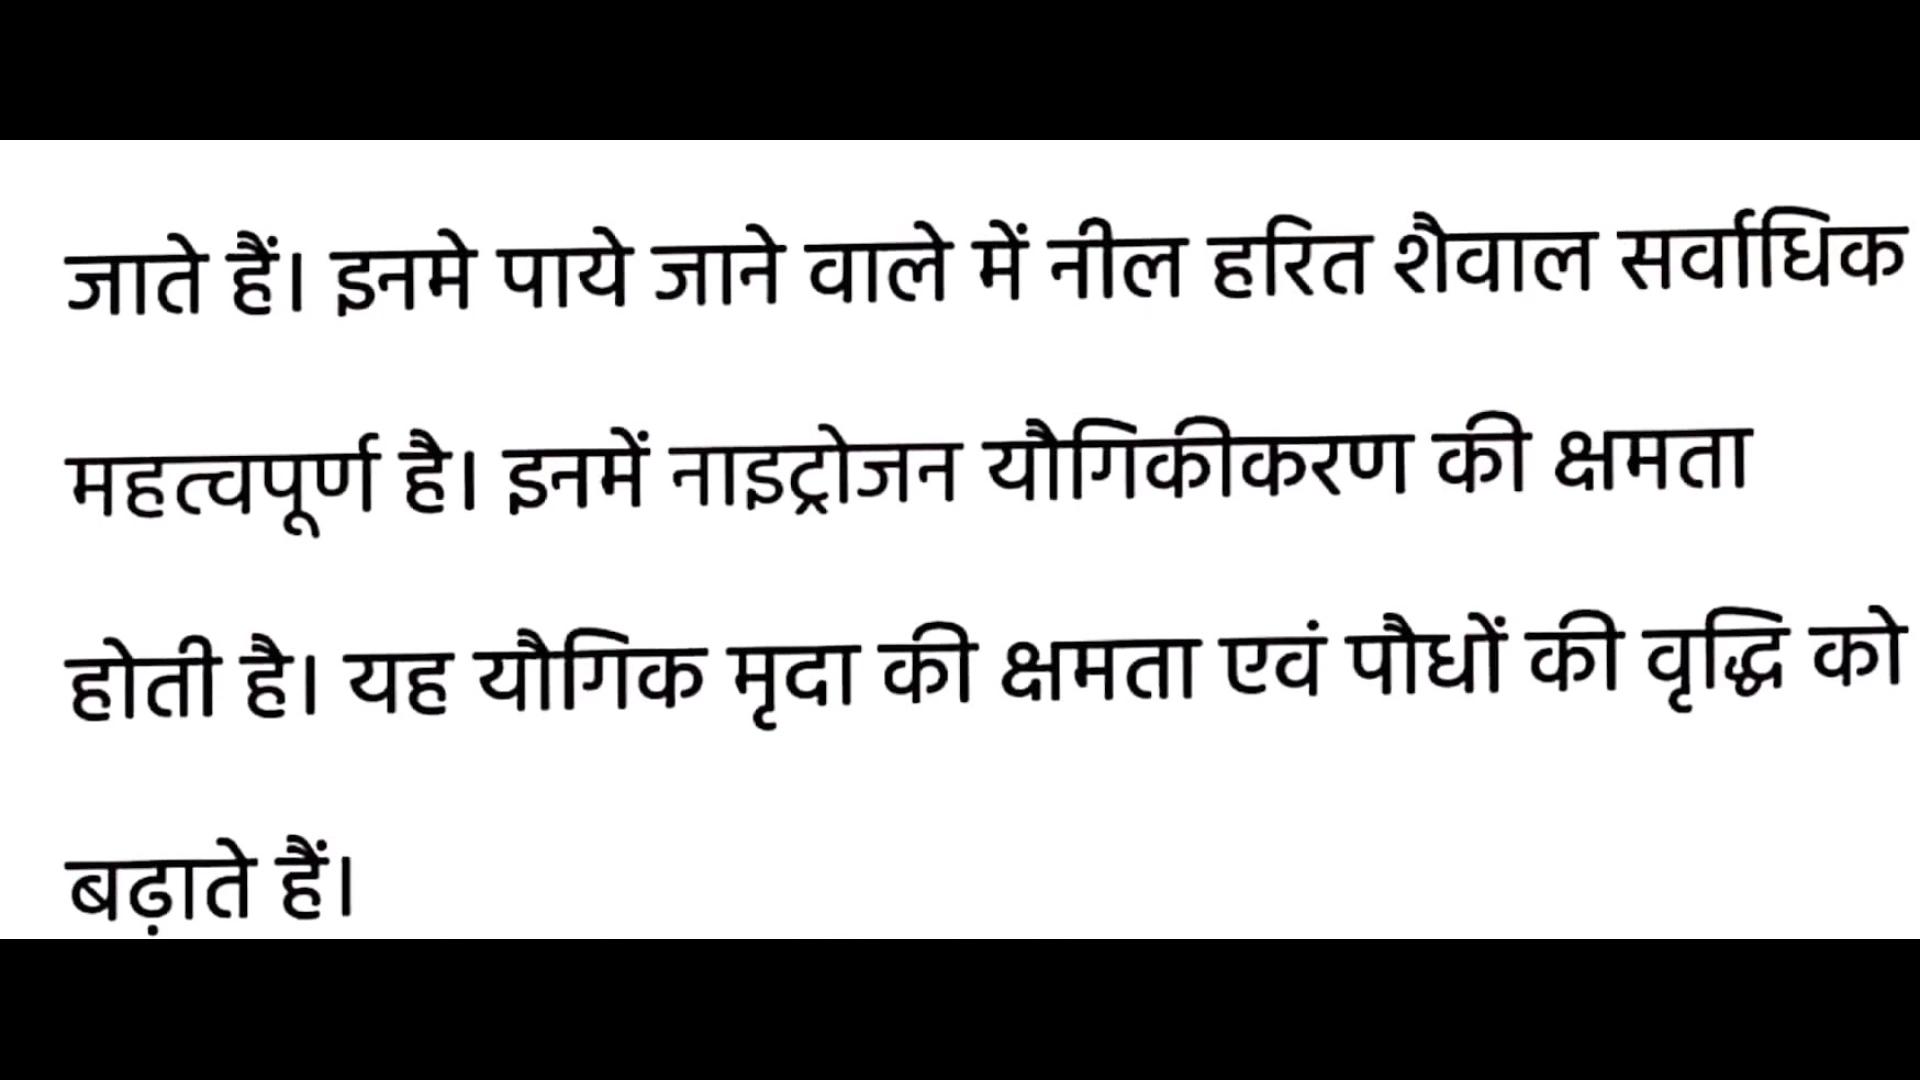 जाते हैं। इनमे पाये जाने वाले में नील हरित शैवाल सर्वाधिक
महत्वपूर्ण है। इनमें नाइट्रोजन यौगिकीकरण की क्षमता
होती है। यह यौगिक मृदा की क्षमता एवं पौधों की वृद्धि को
बढ़ाते हैं।